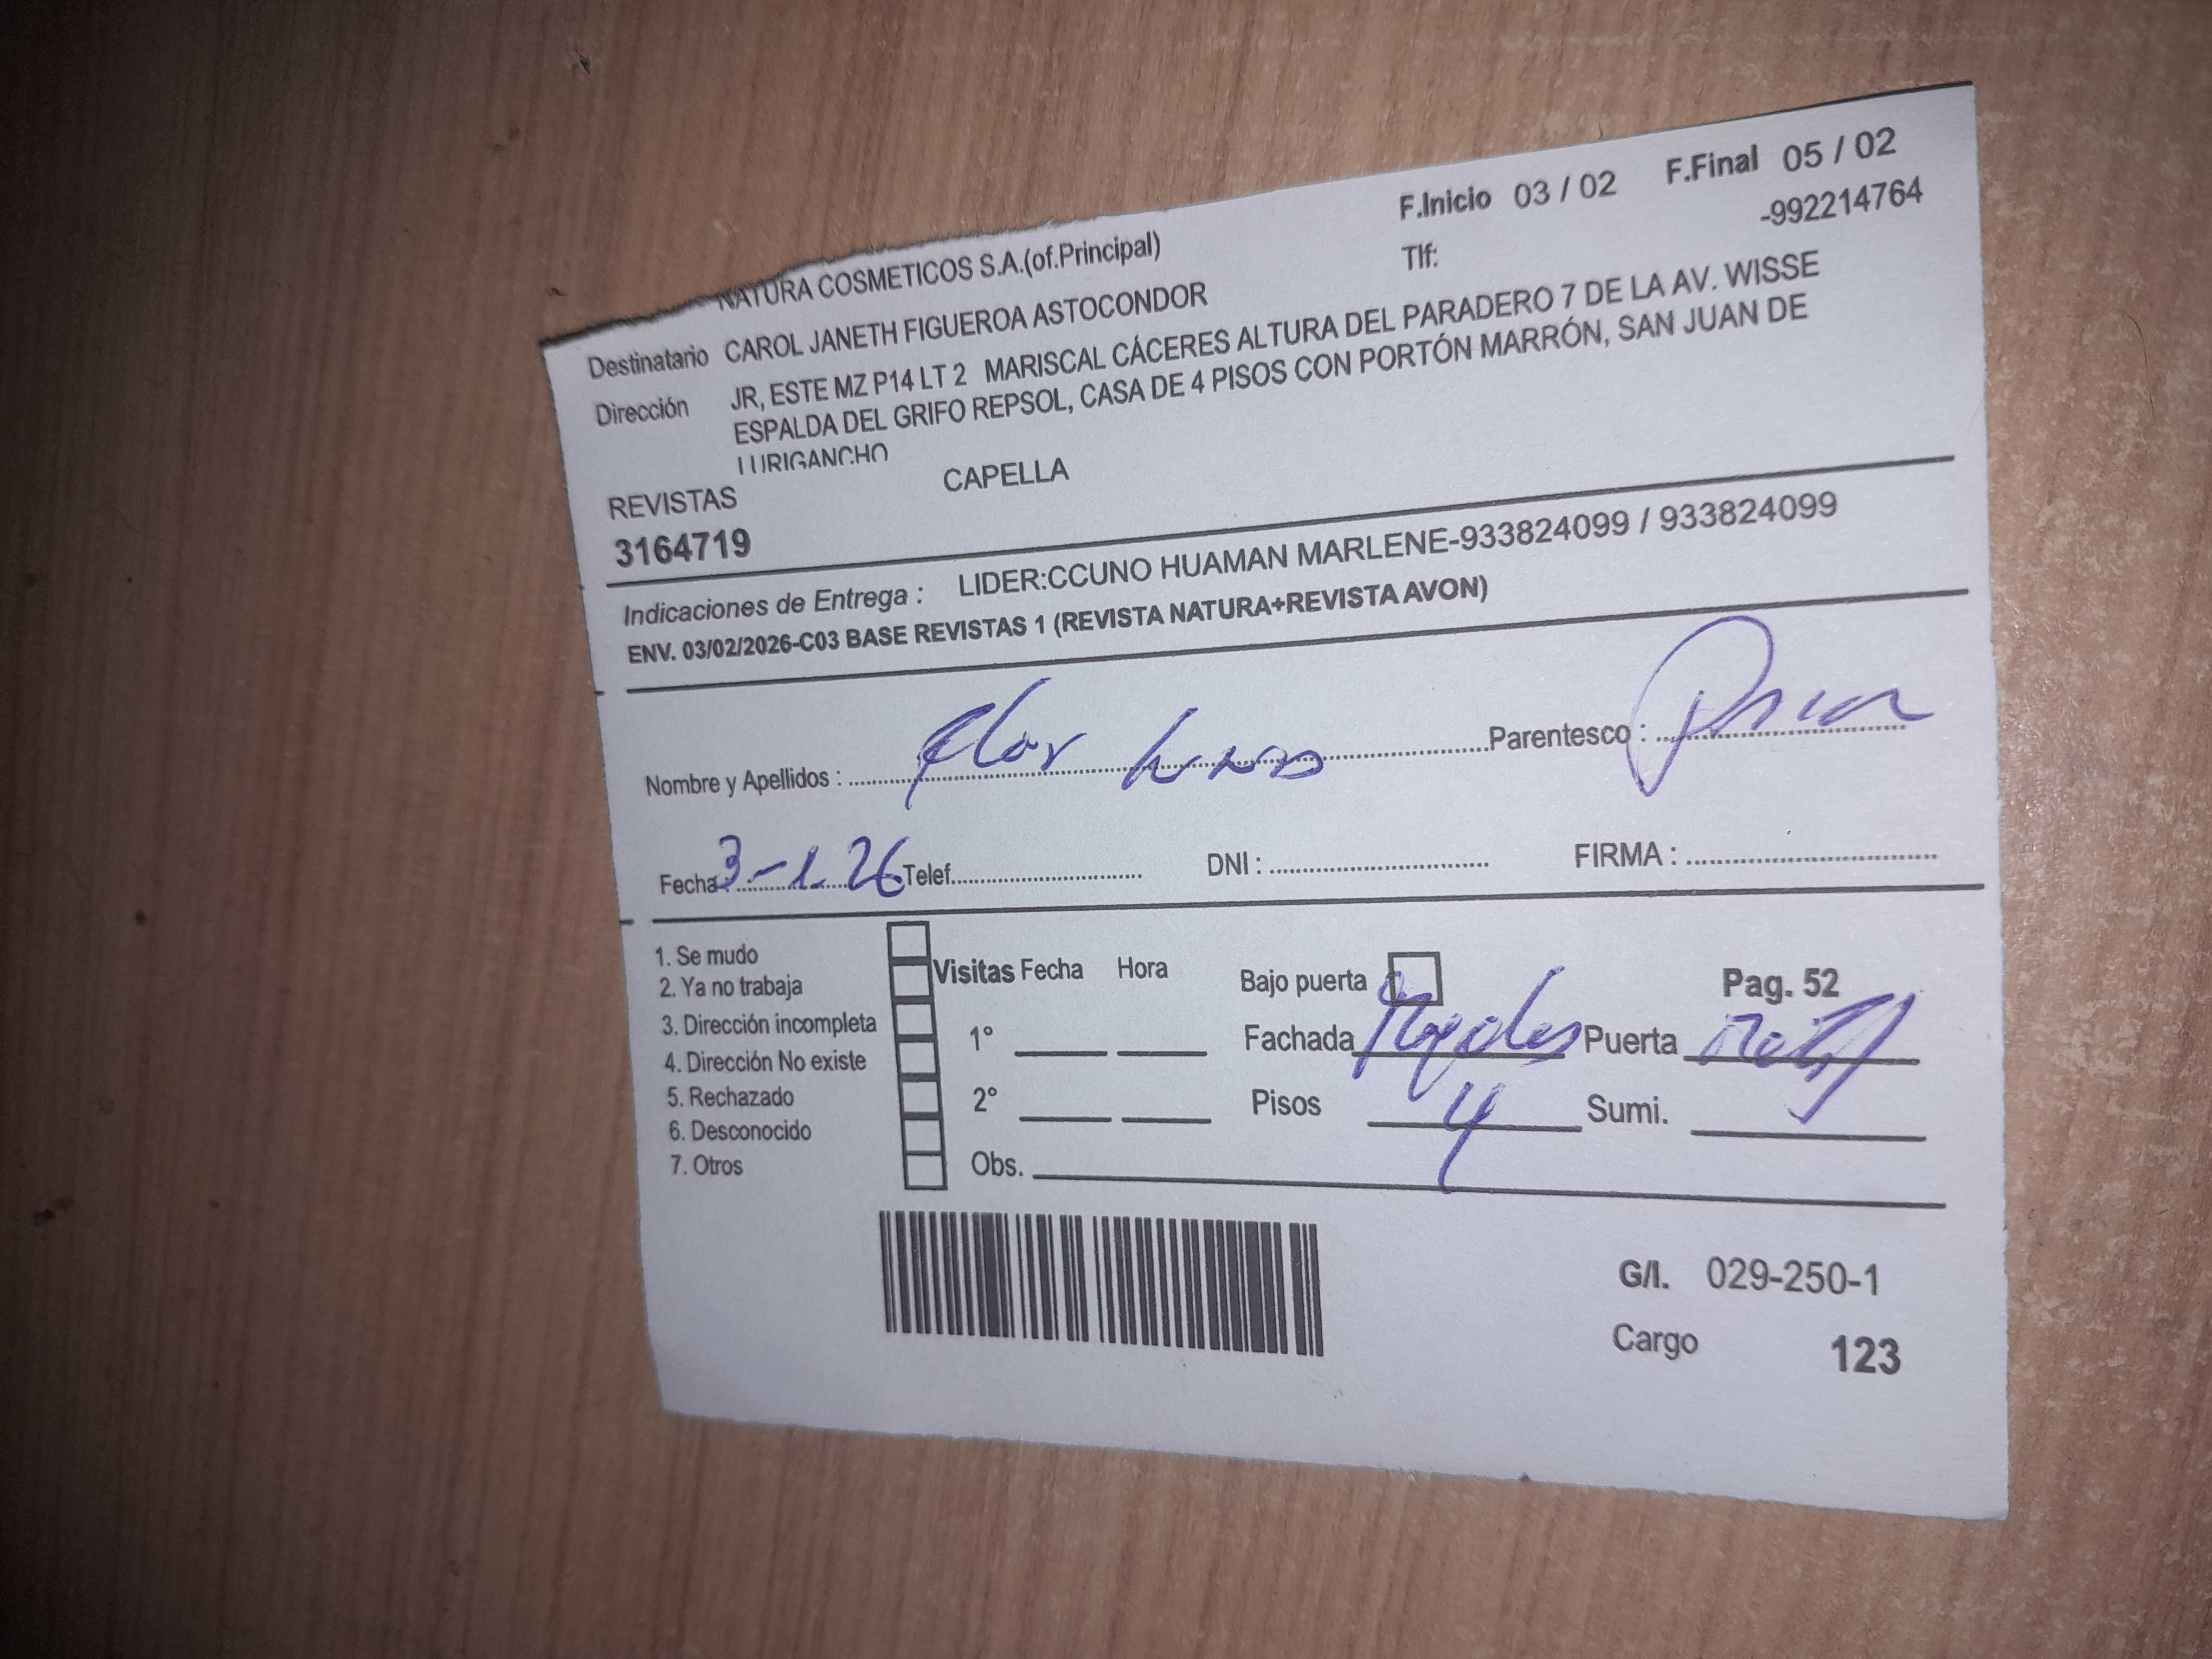 NATURA COSMETICOS S.A.(of.Principal)
F.Inicio 03 / 02 F.Final 05 / 02
Destinatario CAROL JANETH FIGUEROA ASTOCONDOR Tlf: -992214764
Dirección JR, ESTE MZ P14 LT 2 MARISCAL CÁCERES ALTURA DEL PARADERO 7 DE LA AV. WISSE
ESPALDA DEL GRIFO REPSOL, CASA DE 4 PISOS CON PORTÓN MARRÓN, SAN JUAN DE
LURIGANCHO
REVISTAS CAPELLA
3164719
Indicaciones de Entrega : LIDER:CCUNO HUAMAN MARLENE-933824099 / 933824099
ENV. 03/02/2026-C03 BASE REVISTAS 1 (REVISTA NATURA+REVISTA AVON)
Nombre y Apellidos : Flor Parentesco :
Fecha : 3-1-26 Telef. DNI : FIRMA :
1. Se mudo
2. Ya no trabaja
3. Dirección incompleta
4. Dirección No existe
5. Rechazado
6. Desconocido
7. Otros
Visitas Fecha Hora
1°
2°
Obs.
Bajo puerta Pag. 52
Fachada Puerta
Pisos 4 Sumi.
G/I. 029-250-1
Cargo 123